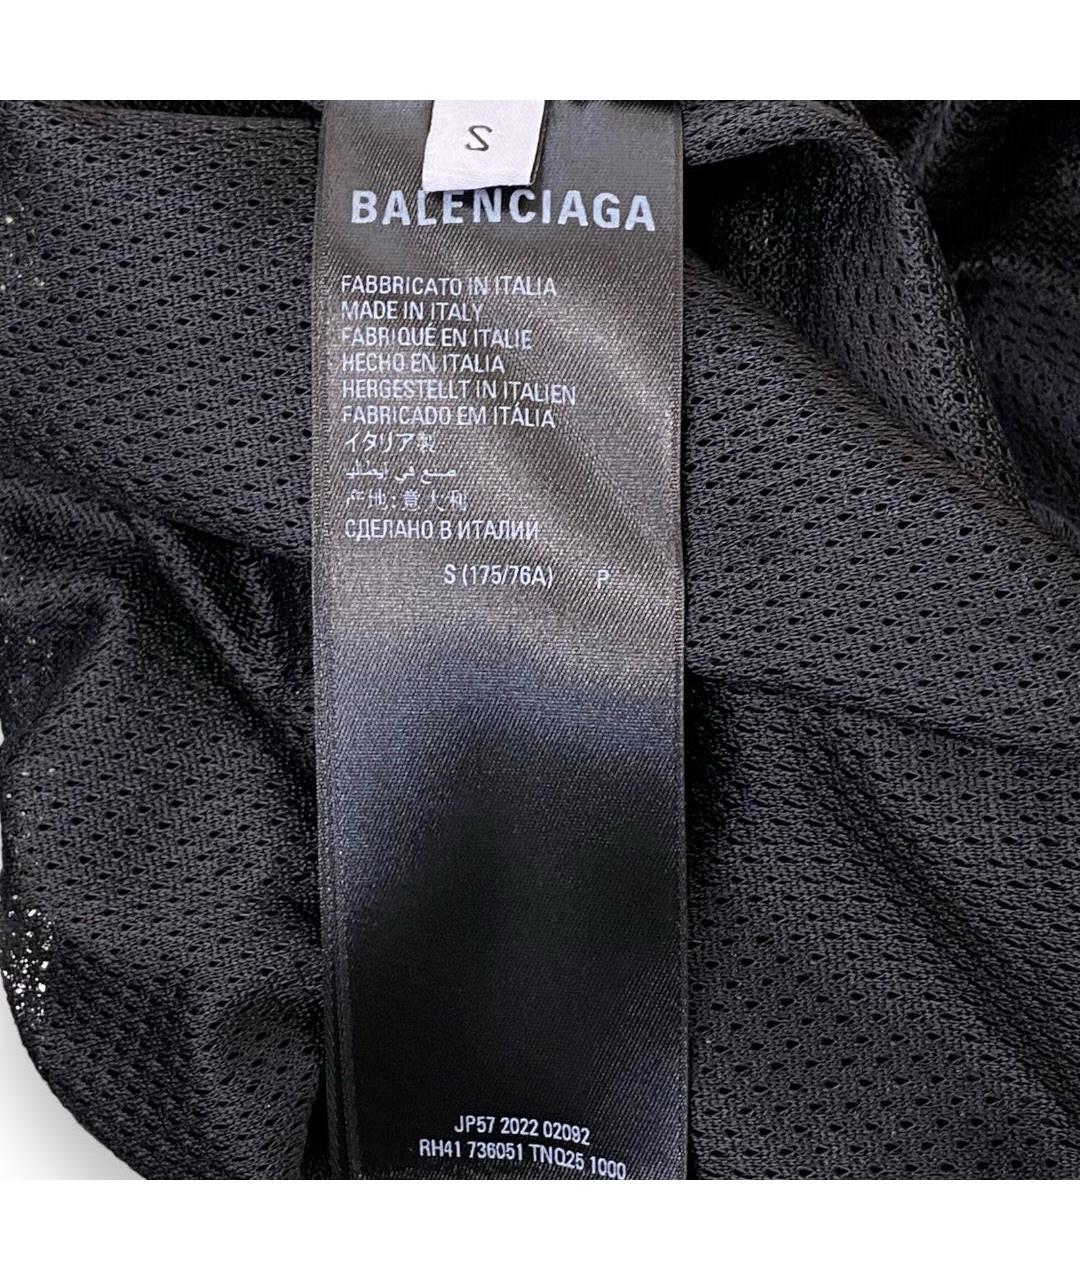 S
BALENCIAGA
FABBRICATO IN ITALIA
MADE IN ITALY
FABRIQUÉ EN ITALIE
HECHO EN ITALIA
HERGESTELLT IN ITALIEN
FABRICADO EM ITÁLIA
イタリア製
صنع في إيطاليا
产地:意大利
СДЕЛАНО В ИТАЛИИ
S (175/76A) P
JP57 2022 02092
RH41 736051 TNQ25 1000